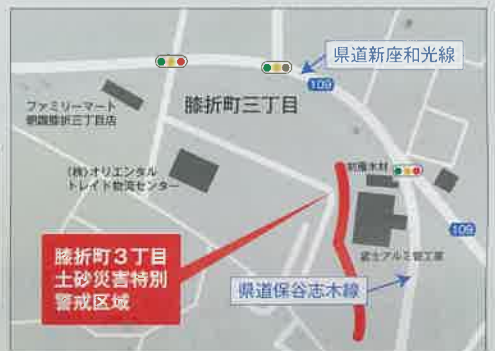 県道新座和光線
109
ファミリーマート
朝霞膝折三丁目店
膝折町三丁目
(株)オリエンタル
トレイド物流センター
109
膝折町3丁目
土砂災害特別
警戒区域
県道保谷志木線